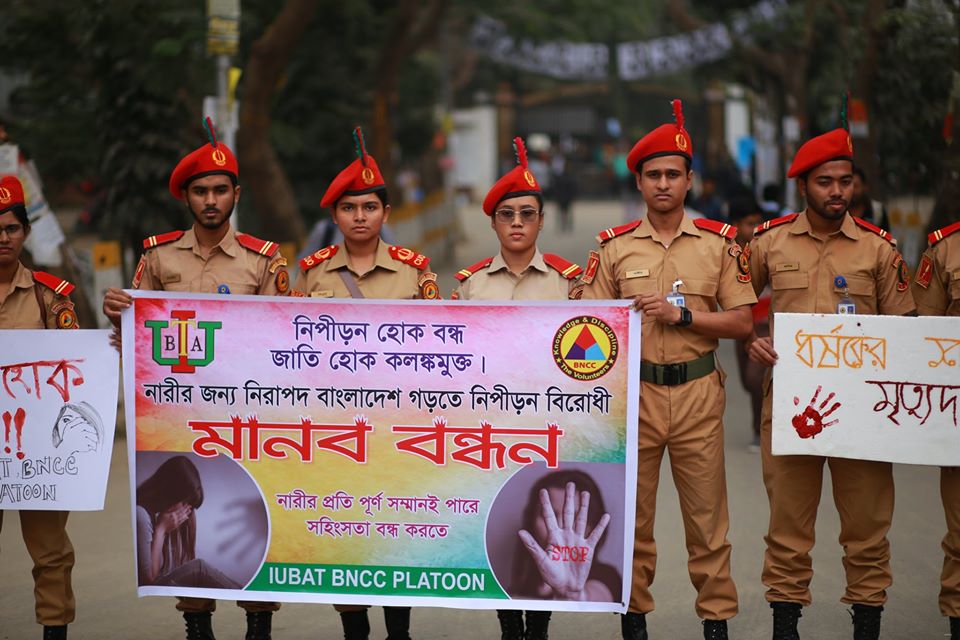 হোক
!!
BNCC
PLATOON
IUBAT
নিপীড়ন হোক বন্ধ
জাতি হোক কলঙ্কমুক্ত।
Knowledge & Discipline
BNCC
The Volunteers
নারীর জন্য নিরাপদ বাংলাদেশ গড়তে নিপীড়ন বিরোধী
মানব বন্ধন
নারীর প্রতি পূর্ণ সম্মানই পারে
সহিংসতা বন্ধ করতে
STOP
IUBAT BNCC PLATOON
ধর্ষকের
মৃত্যুদ